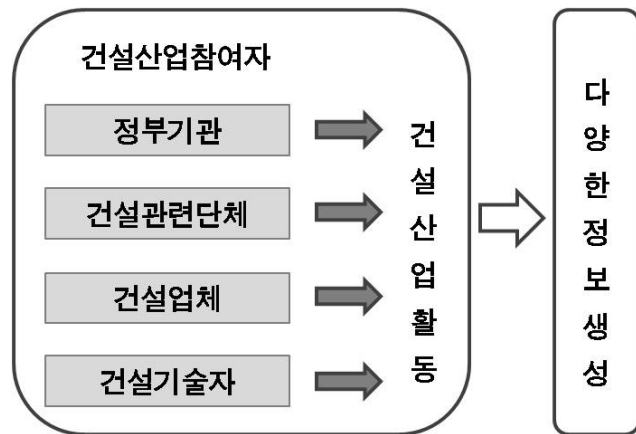 건설산업참여자
정부기관
건설관련단체
건설업체
건설기술자
건설산업활동
다양한정보생성